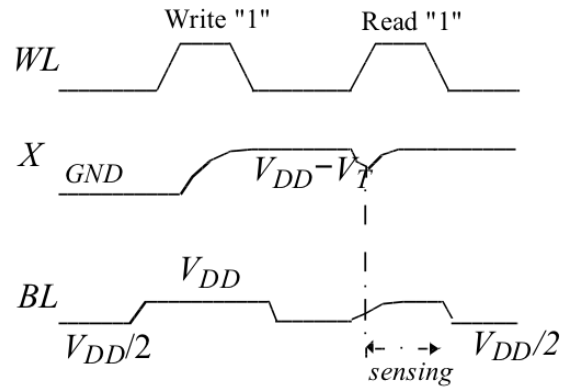 Write "1" Read "1"
WL
X GND V_DD−V_T
BL V_DD
V_DD/2 V_DD/2
sensing